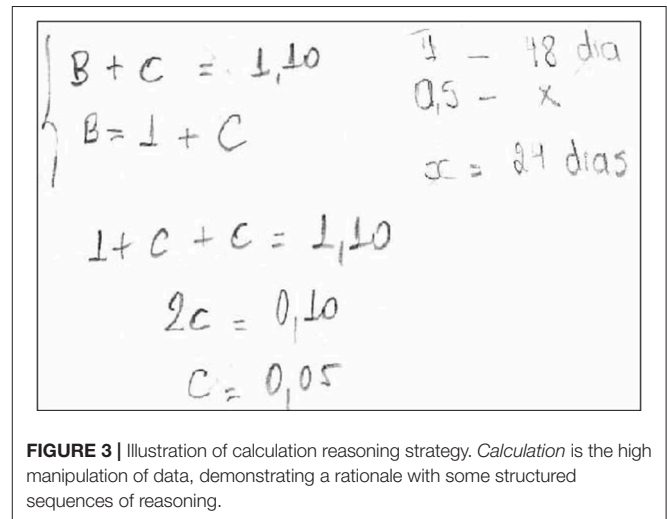 B + C = 1,10
B = 1 + C
1 + C + C = 1,10
2c = 0,10
C = 0,05
1 – 48 dia
0,5 – x
x = 24 dias
FIGURE 3 | Illustration of calculation reasoning strategy. Calculation is the high
manipulation of data, demonstrating a rationale with some structured
sequences of reasoning.